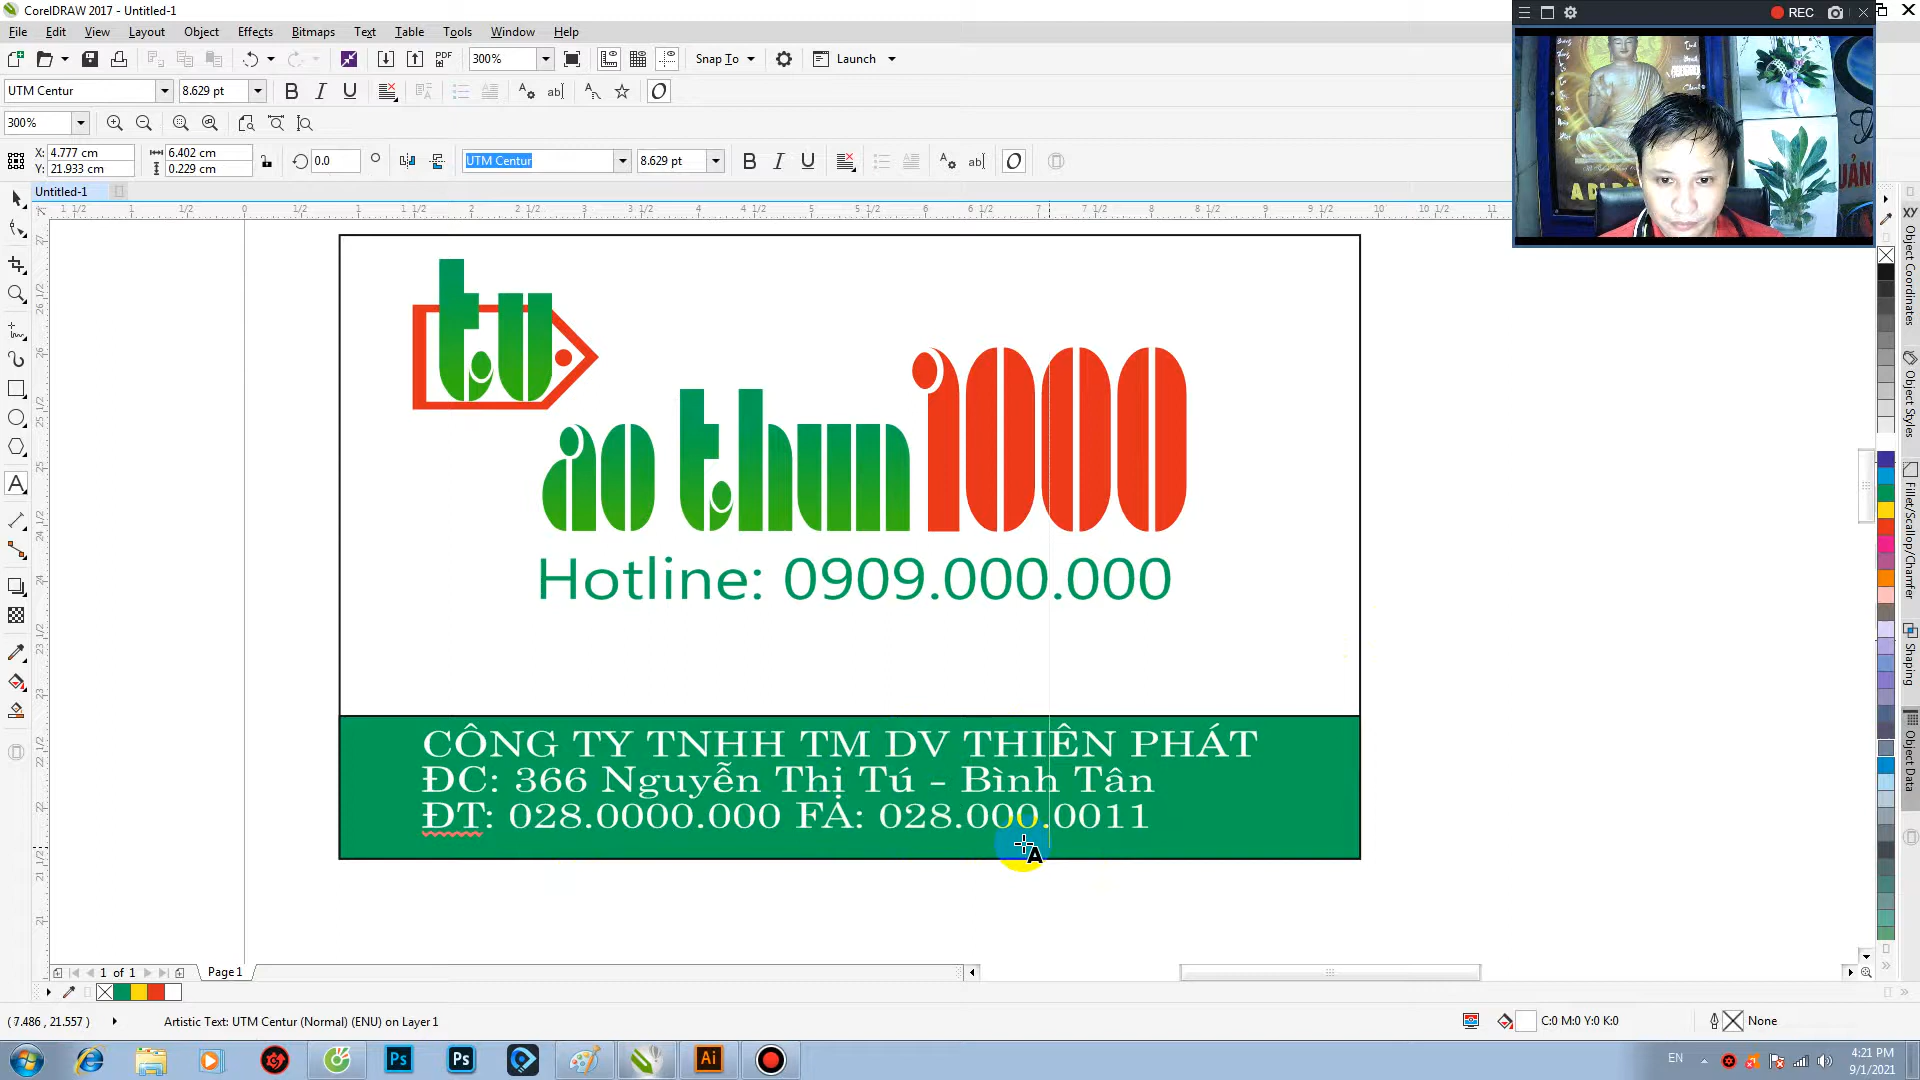 CorelDRAW 2017 - Untitled-1
REC
File Edit View Layout Object Effects Bitmaps Text Table Tools Window Help
PDF 300% Snap To Launch
UTM Centur 8.629 pt
300%
X: 4.777 cm 6.402 cm 0.0 UTM Centur 8.629 pt
Y: 21.933 cm 0.229 cm
Untitled-1
t.u
áo thun 1000
Hotline: 0909.000.000
CÔNG TY TNHH TM DV THIÊN PHÁT
ĐC: 366 Nguyễn Thị Tú - Bình Tân
ĐT: 028.0000.000 FA: 028.000.0011
Object Coordinates
Object Styles
Fillet/Scallop/Chamfer
Shaping
Object Data
1 of 1 Page 1
(7.486, 21.557) Artistic Text: UTM Centur (Normal) (ENU) on Layer 1 C:0 M:0 Y:0 K:0 None
Ps Ps Ai EN 4:21 PM
9/1/2021